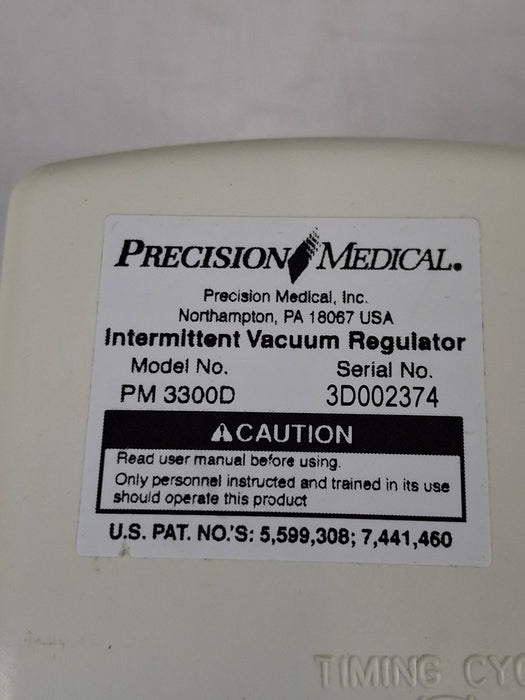 PRECISION MEDICAL.
Precision Medical, Inc.
Northampton, PA 18067 USA
Intermittent Vacuum Regulator
Model No. Serial No.
PM 3300D 3D002374
⚠CAUTION
Read user manual before using.
Only personnel instructed and trained in its use
should operate this product
U.S. PAT. NO.'S: 5,599,308; 7,441,460
TIMING CYC